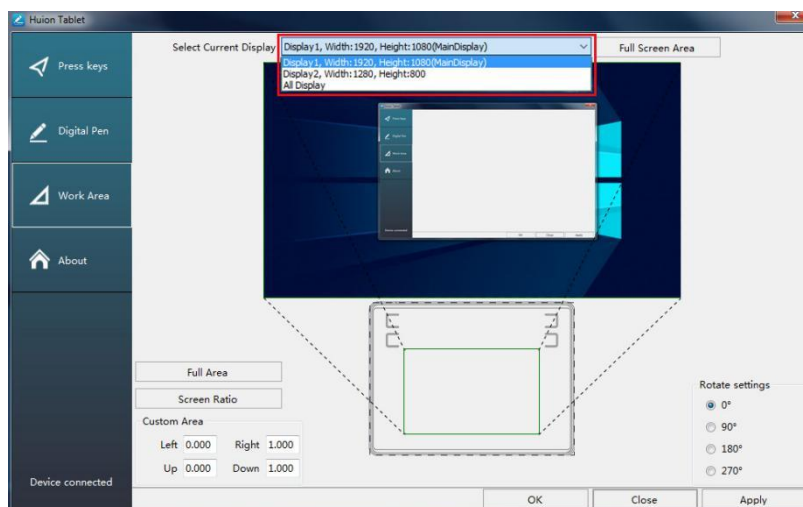 Huion Tablet
Press keys
Digital Pen
Work Area
About
Device connected
Select Current Display
Display1, Width:1920, Height:1080(MainDisplay)
Full Screen Area
Display1, Width:1920, Height:1080(MainDisplay)
Display2, Width:1280, Height:800
All Display
Full Area
Screen Ratio
Custom Area
Left 0.000 Right 1.000
Up 0.000 Down 1.000
Rotate settings
0°
90°
180°
270°
OK
Close
Apply